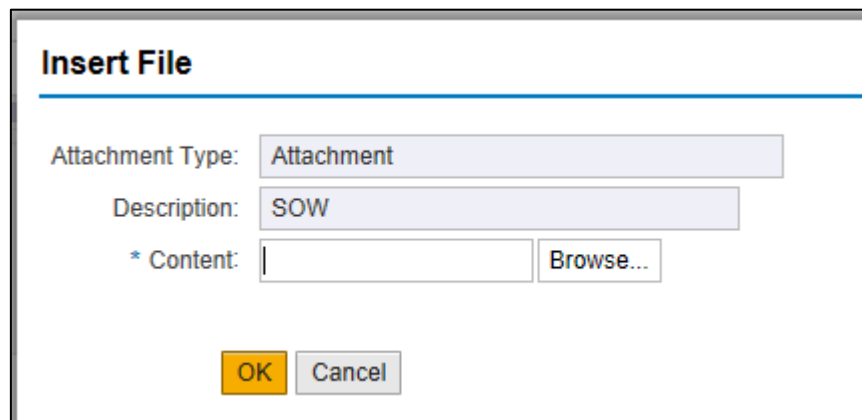 Insert File
Attachment Type: Attachment
Description: SOW
* Content: Browse...
OK Cancel